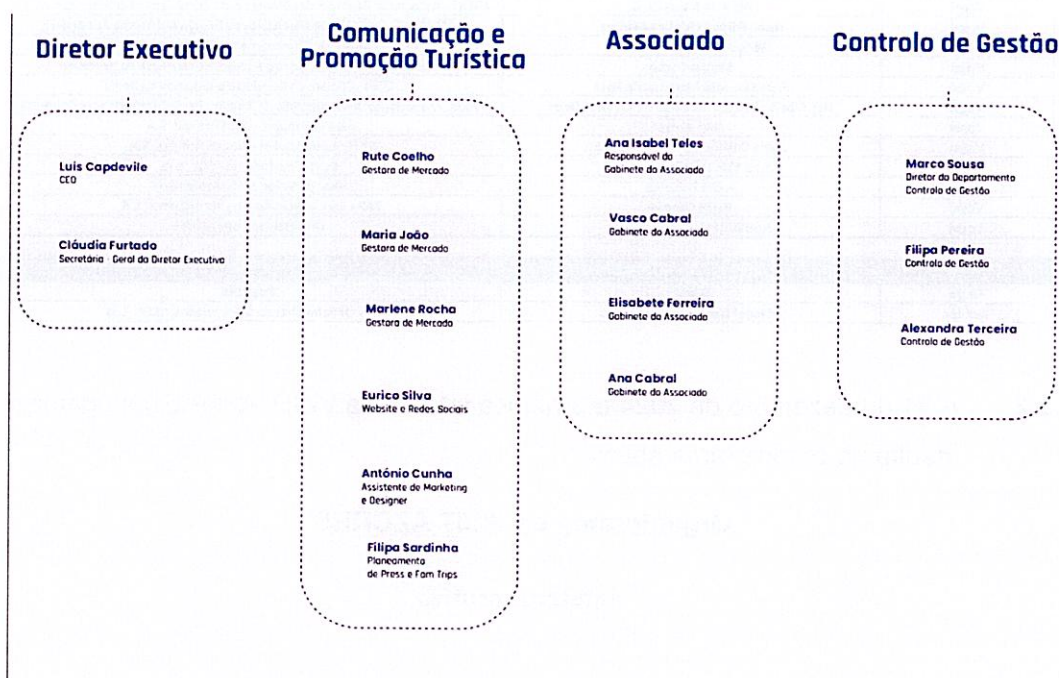 Diretor Executivo
Luis Capdevile
CEO
Cláudia Furtado
Secretária - Geral do Diretor Executivo
Comunicação e
Promoção Turística
Rute Coelho
Gestora de Mercado
Maria João
Gestora de Mercado
Marlene Rocha
Gestora de Mercado
Eurico Silva
Website e Redes Sociais
António Cunha
Assistente de Marketing
e Designer
Filipa Sardinha
Planeamento
de Press e Fam Trips
Associado
Ana Isabel Teles
Responsável do
Gabinete do Associado
Vasco Cabral
Gabinete do Associado
Elisabete Ferreira
Gabinete do Associado
Ana Cabral
Gabinete do Associado
Controlo de Gestão
Marco Sousa
Diretor do Departamento
Controlo de Gestão
Filipa Pereira
Controlo de Gestão
Alexandra Terceira
Controlo de Gestão